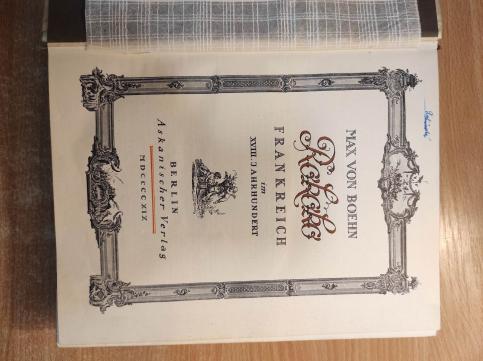 MAX VON BOEHN
Rokoko
FRANKREICH
im
XVIII. JAHRHUNDERT
BERLIN
Askanischer Verlag
MDCCCCXIX